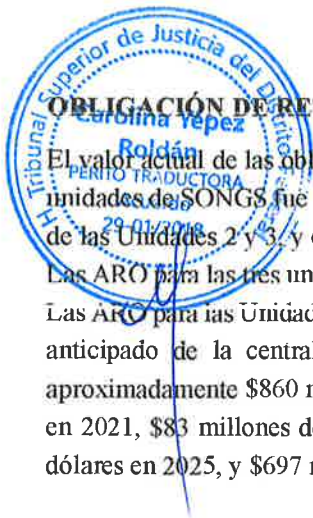 H. Tribunal Superior de Justicia del Distrito
OBLIGACIÓN DE RE
Carolina Yépez
Roldán
PERITO TRADUCTORA
29-01/2018
El valor actual de las obl
unidades de SONGS fue
de las Unidades 2 y 3, y
Las ARO para las tres un
Las ARO para las Unidad
anticipado de la central
aproximadamente $860 m
en 2021, $83 millones de
dólares en 2025, y $697 m